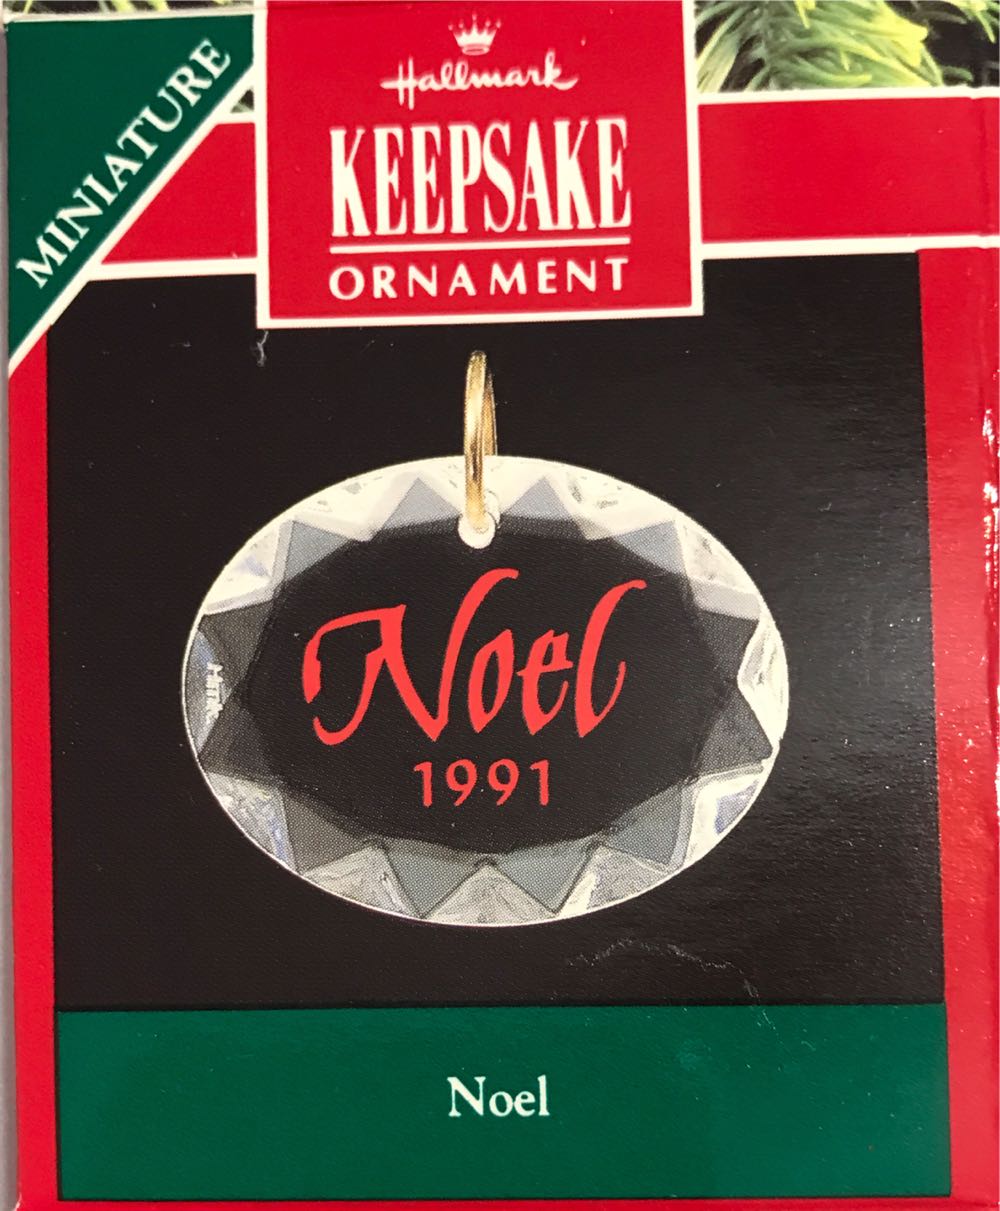 MINIATURE
Hallmark
KEEPSAKE
ORNAMENT
Noel
1991
Noel